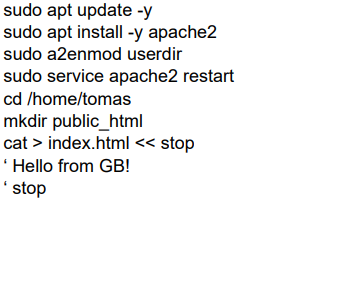 sudo apt update -y
sudo apt install -y apache2
sudo a2enmod userdir
sudo service apache2 restart
cd /home/tomas
mkdir public_html
cat > index.html << stop
‘ Hello from GB!
‘ stop